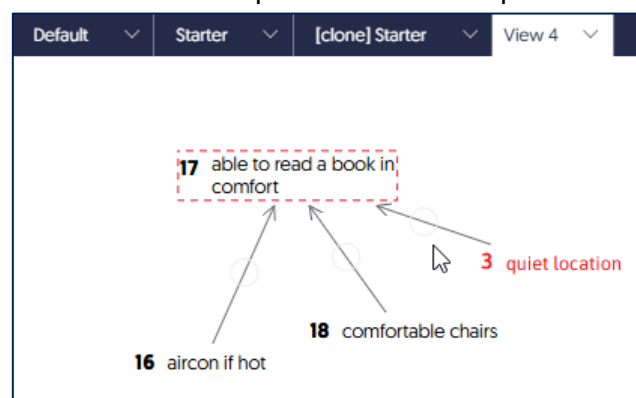 Default Starter [clone] Starter View 4
17 able to read a book in
comfort
3 quiet location
18 comfortable chairs
16 aircon if hot